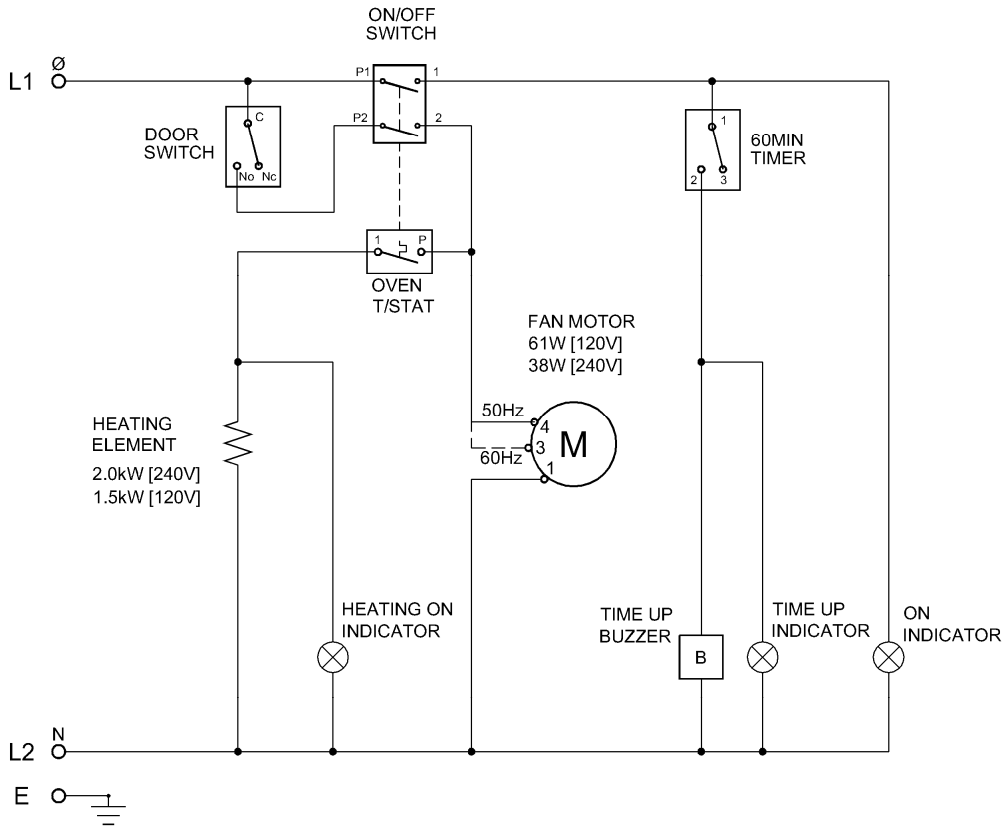 ON/OFF
SWITCH
Ø
L1
P1
1
P2
2
DOOR
SWITCH
C
No Nc
60MIN
TIMER
1
2
3
1
P
OVEN
T/STAT
FAN MOTOR
61W [120V]
38W [240V]
HEATING
ELEMENT
2.0kW [240V]
1.5kW [120V]
50Hz
4
60Hz
3
1
M
HEATING ON
INDICATOR
TIME UP
BUZZER
B
TIME UP
INDICATOR
ON
INDICATOR
N
L2
E